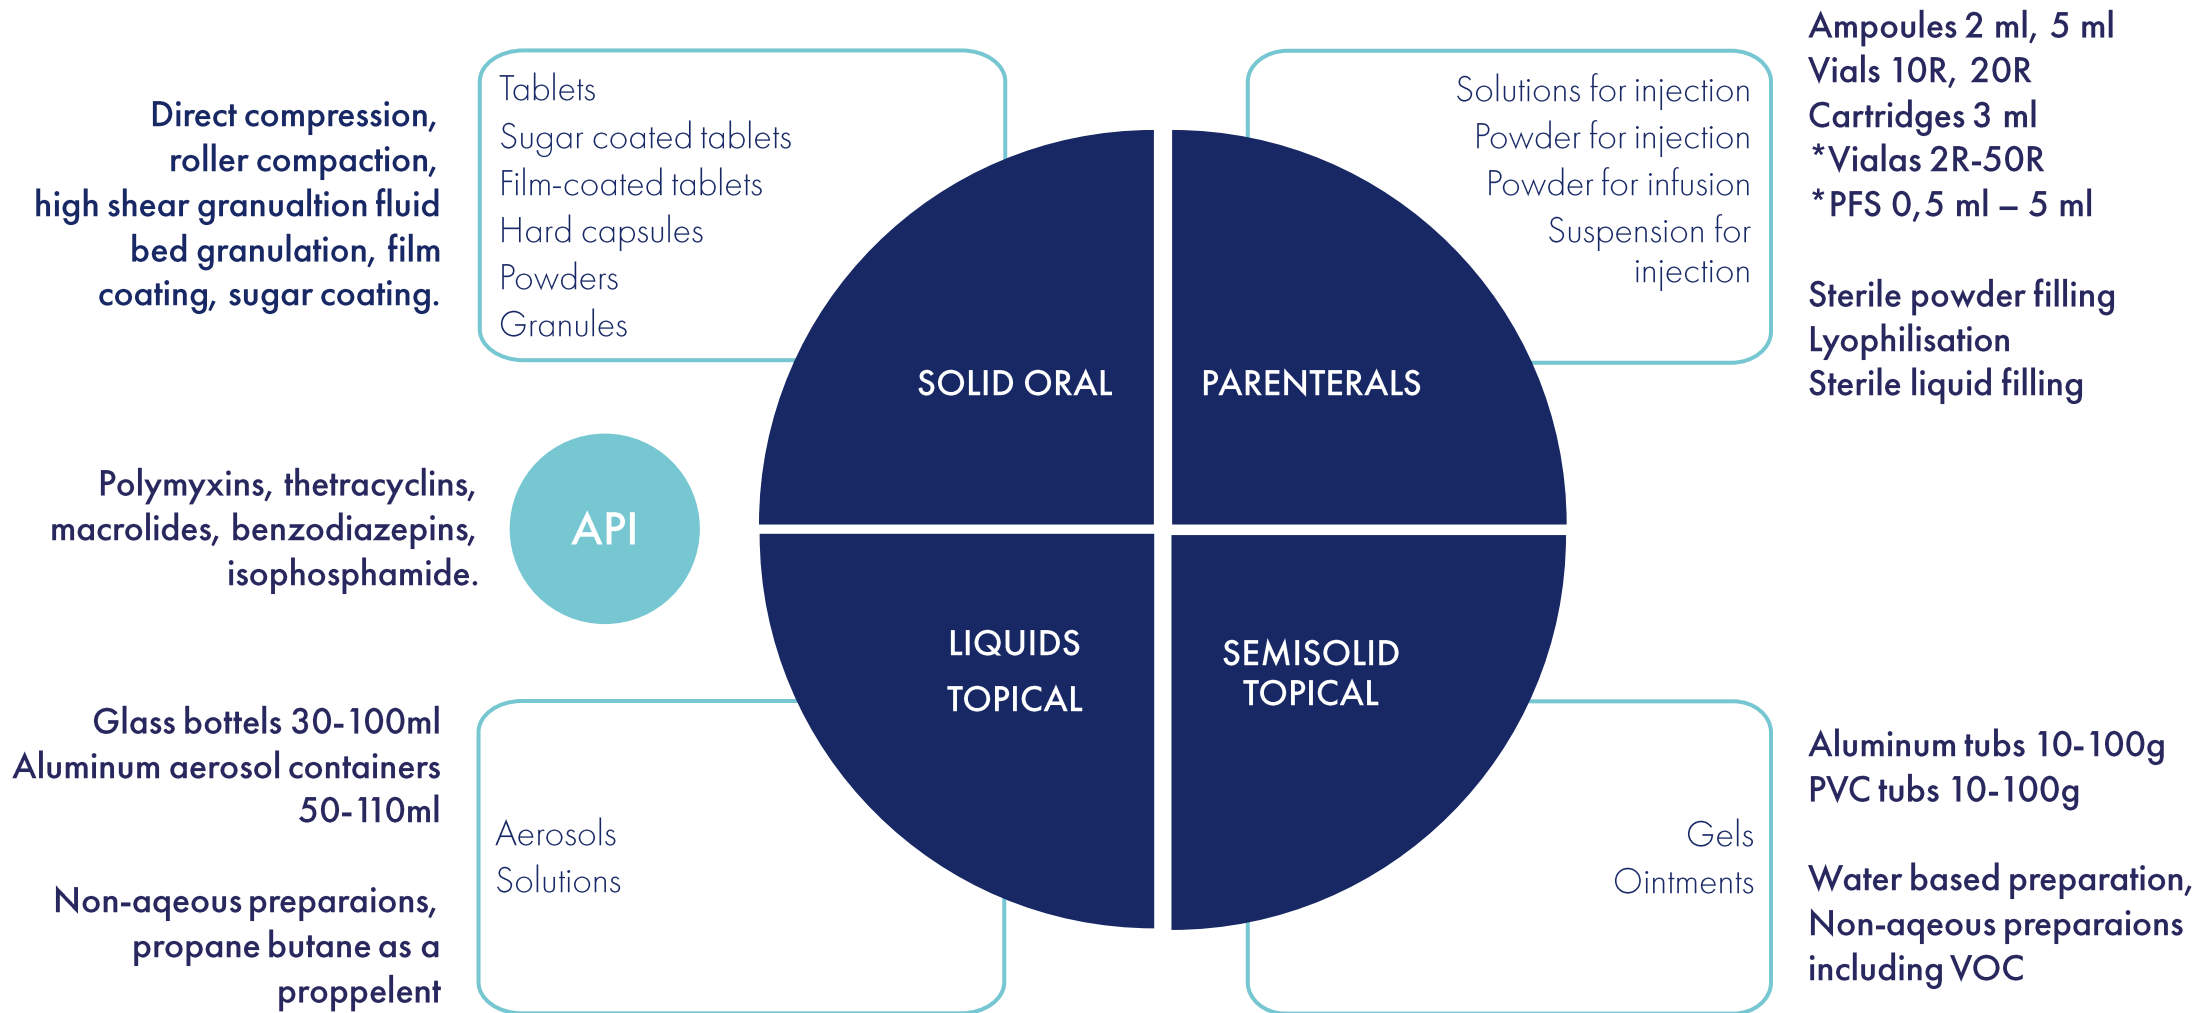 Direct compression,
roller compaction,
high shear granualtion fluid
bed granulation, film
coating, sugar coating.
Tablets
Sugar coated tablets
Film-coated tablets
Hard capsules
Powders
Granules
SOLID ORAL
Solutions for injection
Powder for injection
Powder for infusion
Suspension for
injection
PARENTERALS
Ampoules 2 ml, 5 ml
Vials 10R, 20R
Cartridges 3 ml
*Vialas 2R-50R
*PFS 0,5 ml – 5 ml
Sterile powder filling
Lyophilisation
Sterile liquid filling
Polymyxins, thetracyclins,
macrolides, benzodiazepins,
isophosphamide.
API
Glass bottels 30-100ml
Aluminum aerosol containers
50-110ml
Non-aqeous preparaions,
propane butane as a
proppelent
Aerosols
Solutions
LIQUIDS
TOPICAL
SEMISOLID
TOPICAL
Gels
Ointments
Aluminum tubs 10-100g
PVC tubs 10-100g
Water based preparation,
Non-aqeous preparaions
including VOC